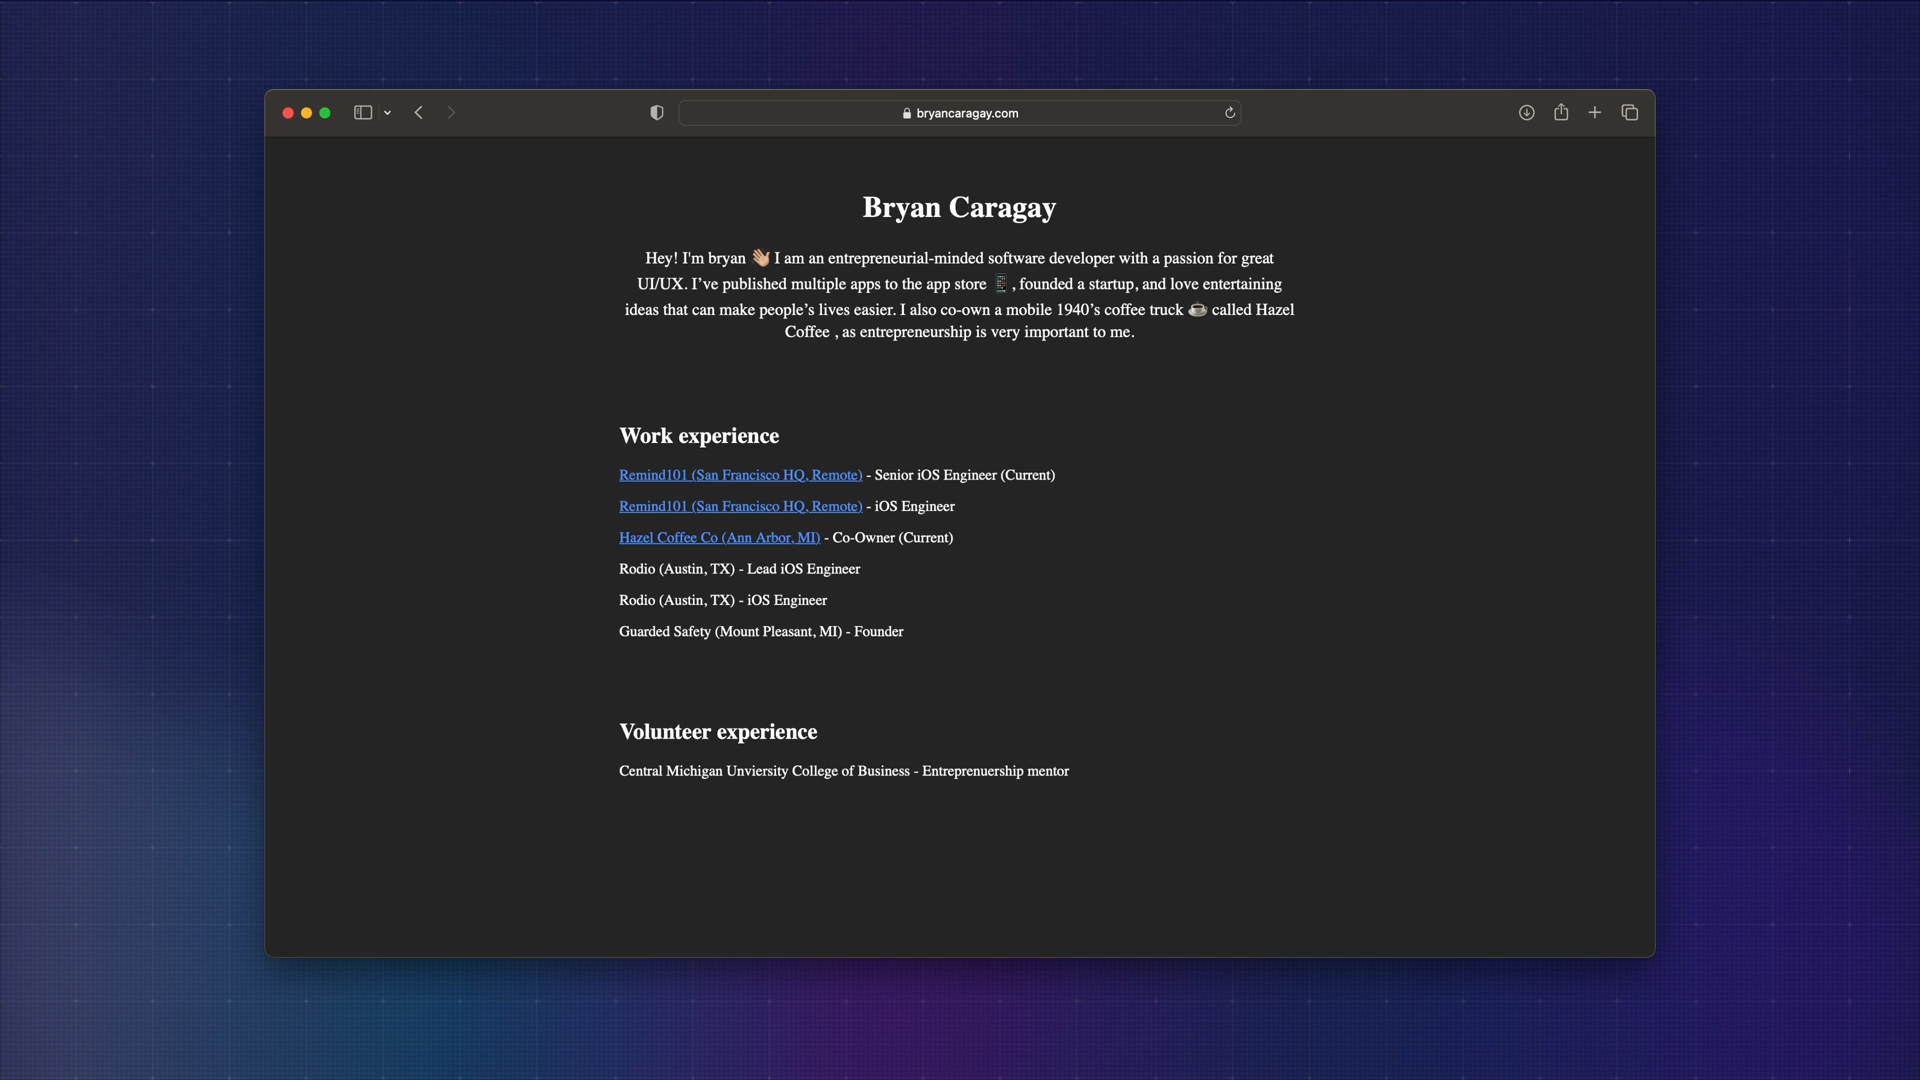 bryancaragay.com
Bryan Caragay
Hey! I'm bryan 👋🏼 I am an entrepreneurial-minded software developer with a passion for great
UI/UX. I’ve published multiple apps to the app store 📱 , founded a startup, and love entertaining
ideas that can make people’s lives easier. I also co-own a mobile 1940’s coffee truck ☕ called Hazel
Coffee , as entrepreneurship is very important to me.
Work experience
Remind101 (San Francisco HQ, Remote) - Senior iOS Engineer (Current)
Remind101 (San Francisco HQ, Remote) - iOS Engineer
Hazel Coffee Co (Ann Arbor, MI) - Co-Owner (Current)
Rodio (Austin, TX) - Lead iOS Engineer
Rodio (Austin, TX) - iOS Engineer
Guarded Safety (Mount Pleasant, MI) - Founder
Volunteer experience
Central Michigan Unviersity College of Business - Entreprenuership mentor